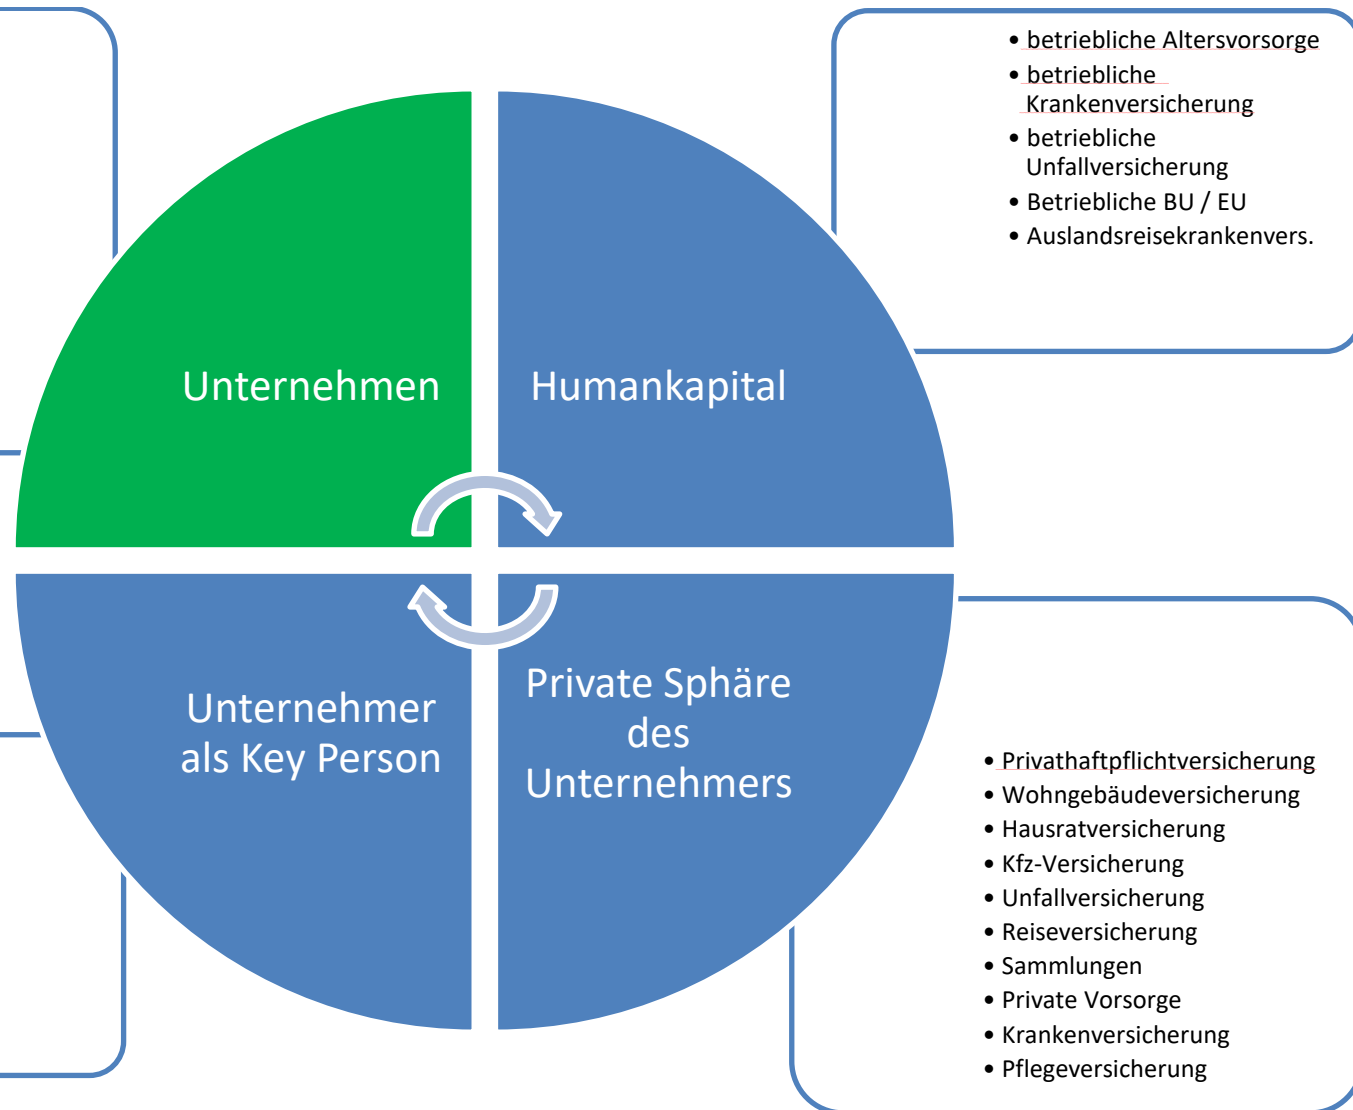 • betriebliche Altersvorsorge
• betriebliche
Krankenversicherung
• betriebliche
Unfallversicherung
• Betriebliche BU / EU
• Auslandsreisekrankenvers.
Unternehmen
Humankapital
Unternehmer
als Key Person
Private Sphäre
des
Unternehmers
• Privathaftpflichtversicherung
• Wohngebäudeversicherung
• Hausratversicherung
• Kfz-Versicherung
• Unfallversicherung
• Reiseversicherung
• Sammlungen
• Private Vorsorge
• Krankenversicherung
• Pflegeversicherung